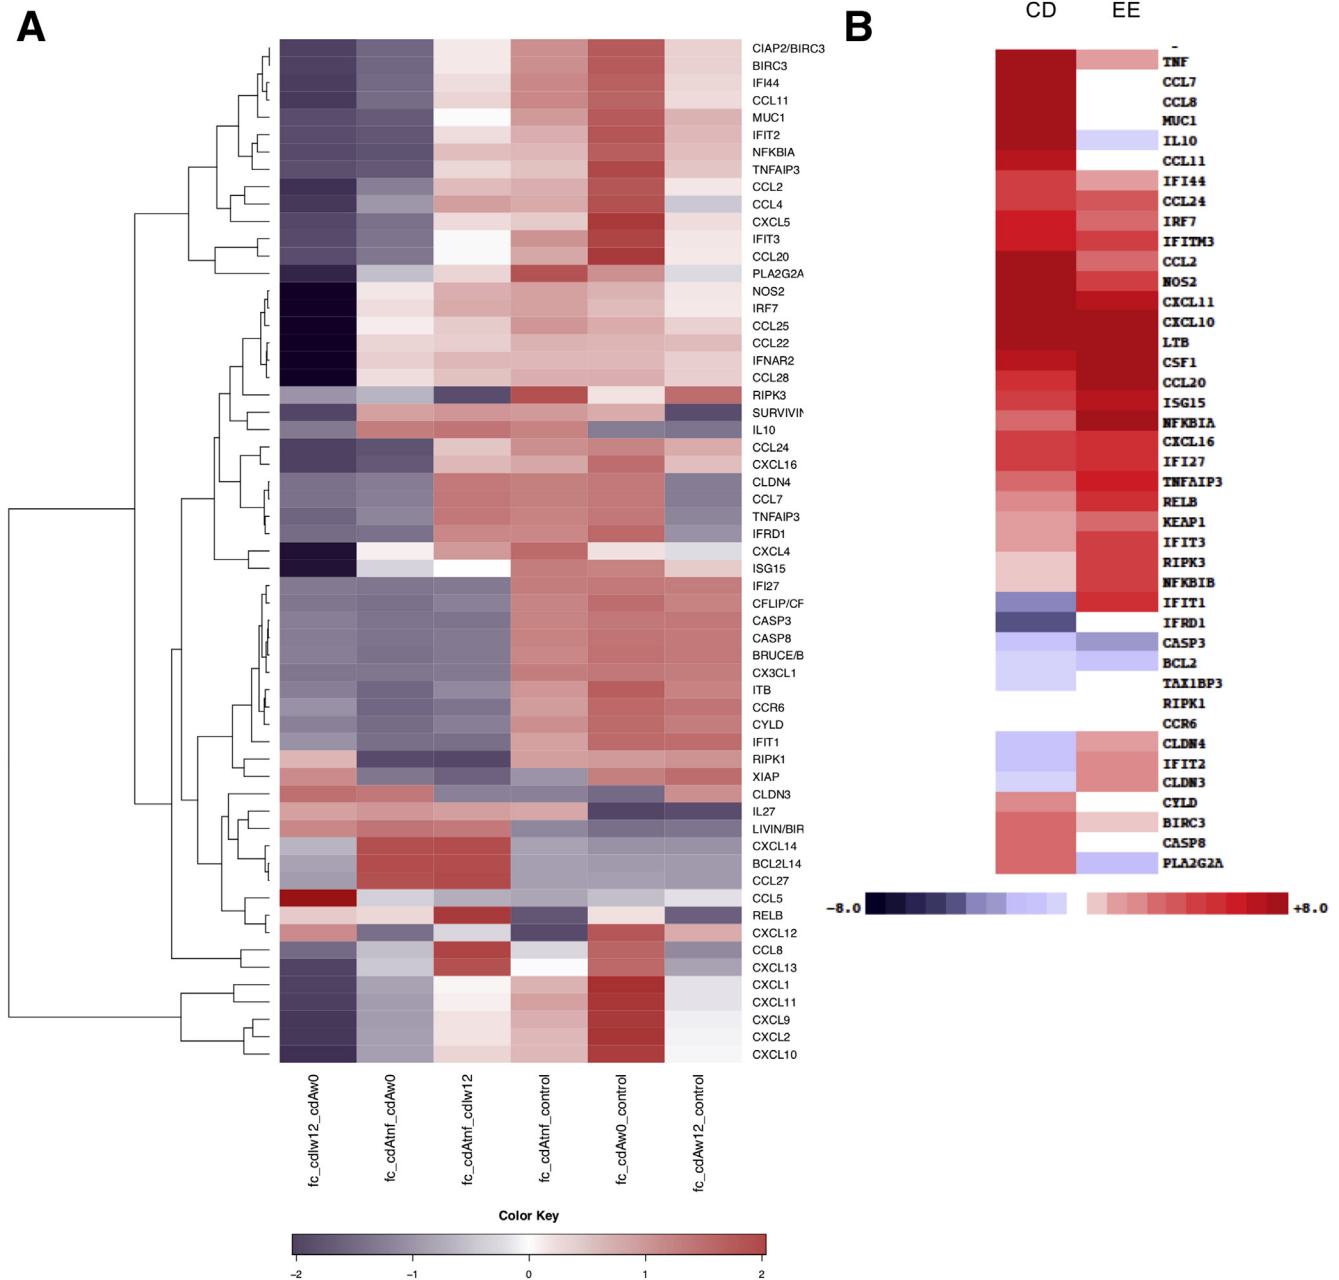 A
CIAP2/BIRC3
BIRC3
IFI44
CCL11
MUC1
IFIT2
NFKBIA
TNFAIP3
CCL2
CCL4
CXCL5
IFIT3
CCL20
PLA2G2A
NOS2
IRF7
CCL25
CCL22
IFNAR2
CCL28
RIPK3
SURVIVIN
IL10
CCL24
CXCL16
CLDN4
CCL7
TNFAIP3
IFRD1
CXCL4
ISG15
IFI27
CFLIP/CF
CASP3
CASP8
BRUCE/B
CX3CL1
ITB
CCR6
CYLD
IFIT1
RIPK1
XIAP
CLDN3
IL27
LIVIN/BIR
CXCL14
BCL2L14
CCL27
CCL5
RELB
CXCL12
CCL8
CXCL13
CXCL1
CXCL11
CXCL9
CXCL2
CXCL10
fc_cdIw12_cdAw0
fc_cdAtnf_cdAw0
fc_cdAtnf_cdIw12
fc_cdAtnf_control
fc_cdAw0_control
fc_cdAw12_control
Color Key
−2 −1 0 1 2
B
CD EE
TNF
CCL7
CCL8
MUC1
IL10
CCL11
IFI44
CCL24
IRF7
IFITM3
CCL2
NOS2
CXCL11
CXCL10
LTB
CSF1
CCL20
ISG15
NFKBIA
CXCL16
IFI27
TNFAIP3
RELB
KEAP1
IFIT3
RIPK3
NFKBIB
IFIT1
IFRD1
CASP3
BCL2
TAX1BP3
RIPK1
CCR6
CLDN4
IFIT2
CLDN3
CYLD
BIRC3
CASP8
PLA2G2A
-8.0 +8.0